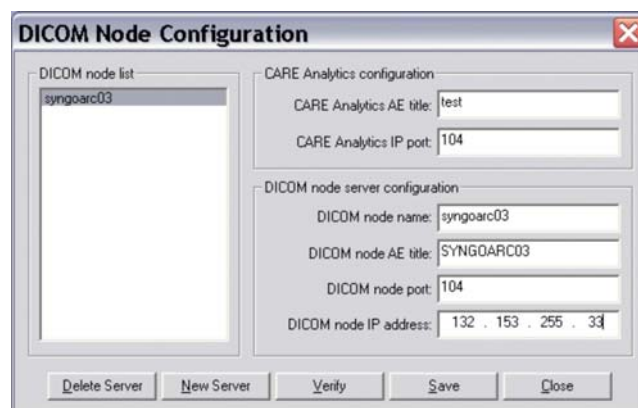 DICOM Node Configuration
DICOM node list
syngoarc03
CARE Analytics configuration
CARE Analytics AE title: test
CARE Analytics IP port: 104
DICOM node server configuration
DICOM node name: syngoarc03
DICOM node AE title: SYNGOARC03
DICOM node port: 104
DICOM node IP address: 132 . 153 . 255 . 33
Delete Server New Server Verify Save Close